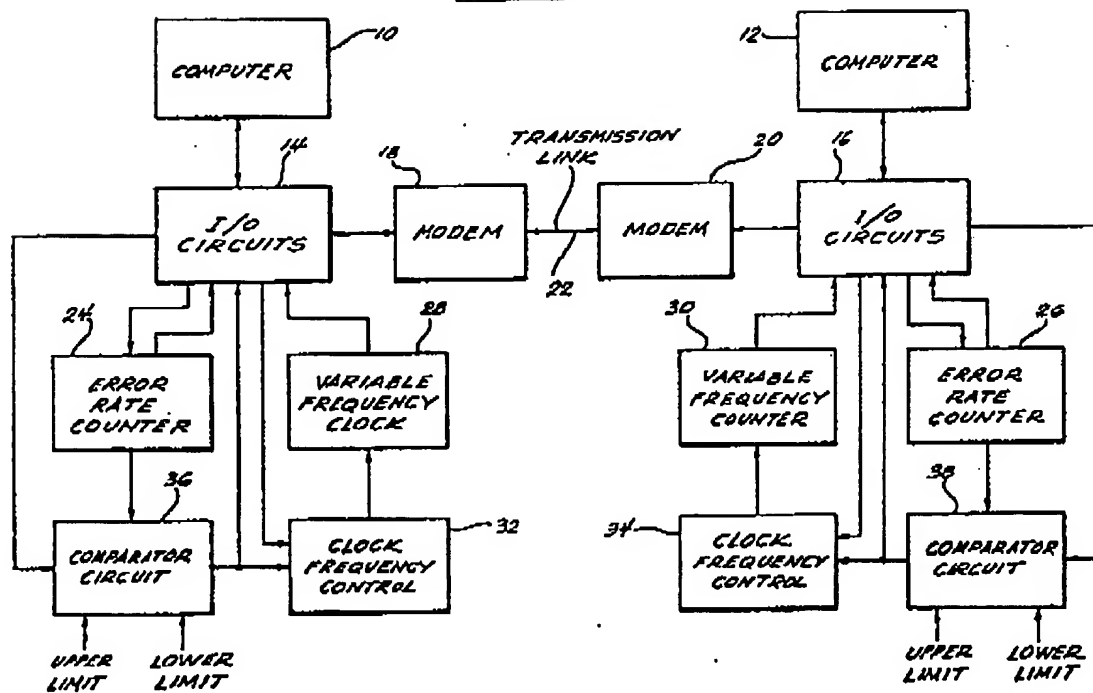 10
COMPUTER
12
COMPUTER
14
I/O
CIRCUITS
18
MODEM
TRANSMISSION
LINK
22
20
MODEM
16
I/O
CIRCUITS
24
ERROR
RATE
COUNTER
28
VARIABLE
FREQUENCY
CLOCK
30
VARIABLE
FREQUENCY
COUNTER
26
ERROR
RATE
COUNTER
36
COMPARATOR
CIRCUIT
32
CLOCK
FREQUENCY
CONTROL
34
CLOCK
FREQUENCY
CONTROL
38
COMPARATOR
CIRCUIT
UPPER
LIMIT
LOWER
LIMIT
UPPER
LIMIT
LOWER
LIMIT